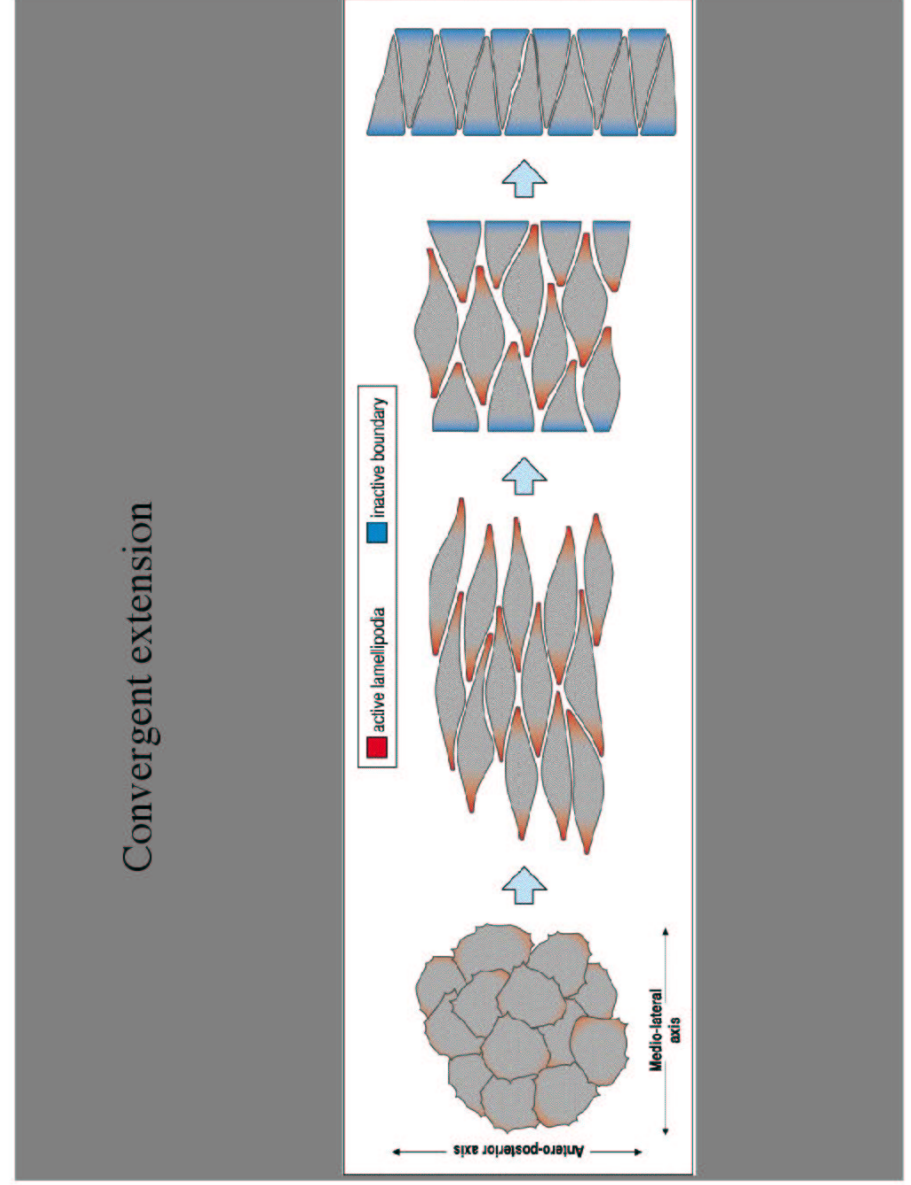 Convergent extension
active lamellipodia
inactive boundary
Antero-posterior axis
Medio-lateral
axis